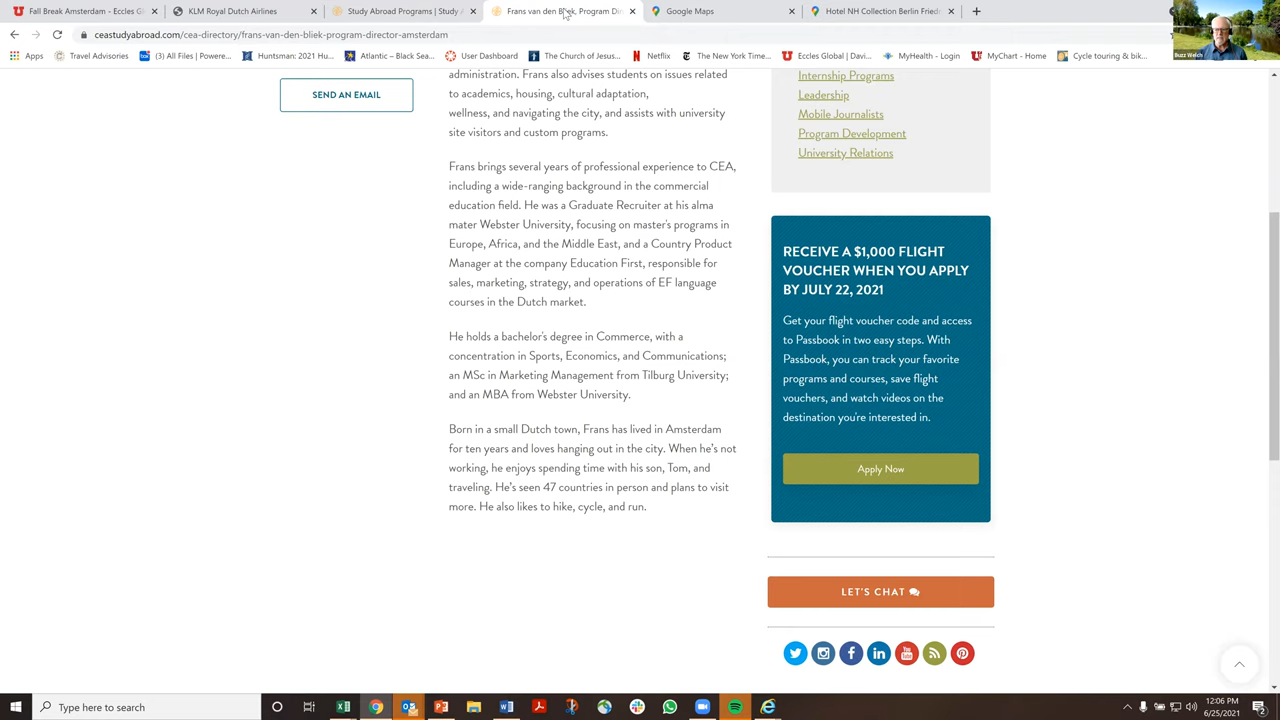 Fall Break Amsterdam - Eccles Gl
KLM Royal Dutch Airlines
Study Abroad Programs | Study A
Frans van den Bliek, Program Dir
Google Maps
Hotel NH Collection Berlin Friedr
ceastudyabroad.com/cea-directory/frans-van-den-bliek-program-director-amsterdam
Apps
Travel Advisories
(3) All Files | Powere...
Huntsman: 2021 Hu...
Atlantic – Black Sea...
User Dashboard
The Church of Jesus...
Netflix
The New York Time...
Eccles Global | Davi...
MyHealth - Login
MyChart - Home
Cycle touring & bik...
Buzz Welch
SEND AN EMAIL
administration. Frans also advises students on issues related
to academics, housing, cultural adaptation,
wellness, and navigating the city, and assists with university
site visitors and custom programs.
Frans brings several years of professional experience to CEA,
including a wide-ranging background in the commercial
education field. He was a Graduate Recruiter at his alma
mater Webster University, focusing on master's programs in
Europe, Africa, and the Middle East, and a Country Product
Manager at the company Education First, responsible for
sales, marketing, strategy, and operations of EF language
courses in the Dutch market.
He holds a bachelor's degree in Commerce, with a
concentration in Sports, Economics, and Communications;
an MSc in Marketing Management from Tilburg University;
and an MBA from Webster University.
Born in a small Dutch town, Frans has lived in Amsterdam
for ten years and loves hanging out in the city. When he's not
working, he enjoys spending time with his son, Tom, and
traveling. He's seen 47 countries in person and plans to visit
more. He also likes to hike, cycle, and run.
Internship Programs
Leadership
Mobile Journalists
Program Development
University Relations
RECEIVE A $1,000 FLIGHT
VOUCHER WHEN YOU APPLY
BY JULY 22, 2021
Get your flight voucher code and access
to Passbook in two easy steps. With
Passbook, you can track your favorite
programs and courses, save flight
vouchers, and watch videos on the
destination you're interested in.
Apply Now
LET'S CHAT
Type here to search
12:06 PM
6/25/2021